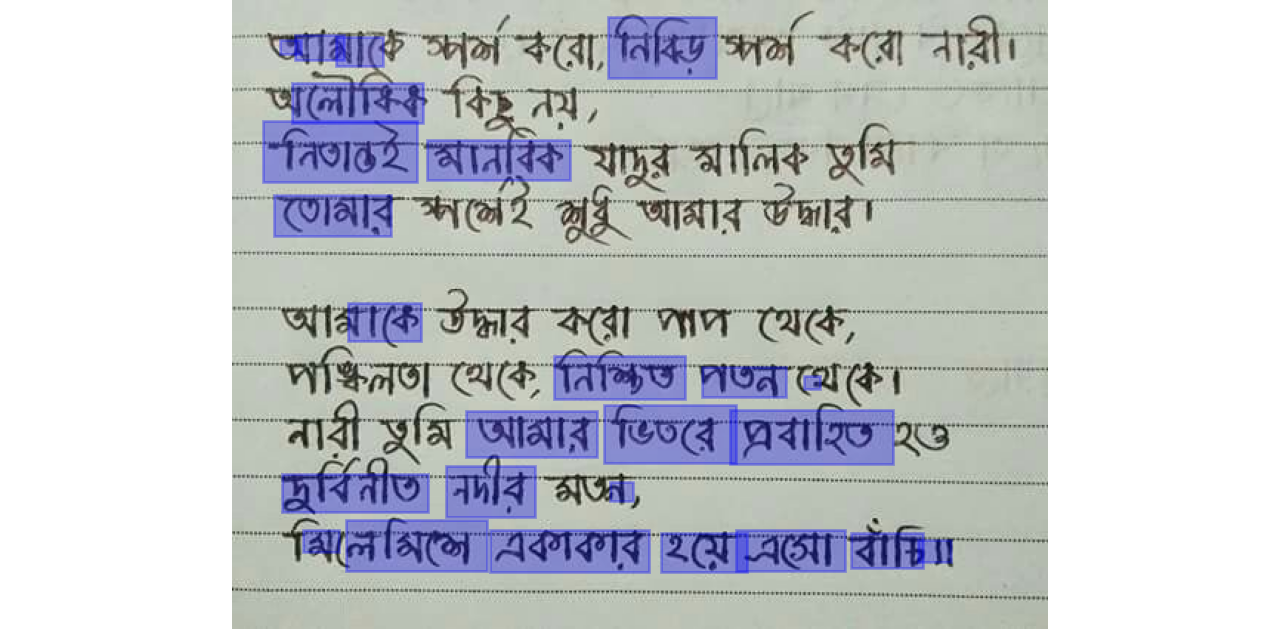 আমাকে স্পর্শ করো, নিবিড় স্পর্শ করো নারী।
অলৌকিক কিছু নয়,
নিতান্তই মানবিক যাদুর মালিক তুমি
তোমার স্পর্শেই শুধু আমার উদ্ধার।
আমাকে উদ্ধার করো পাপ থেকে,
পঙ্কিলতা থেকে, নিশ্চিত পতন থেকে।
নারী তুমি আমার ভিতরে প্রবাহিত হও
দুর্বিনীত নদীর মতন,
মিলেমিশে একাকার হয়ে এসো বাঁচি॥